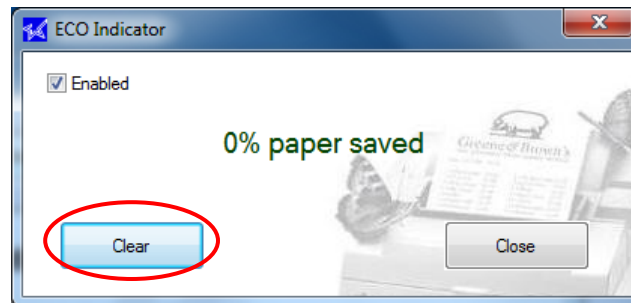 ECO Indicator
Enabled
0% paper saved
Greene & Brown's
Clear
Close